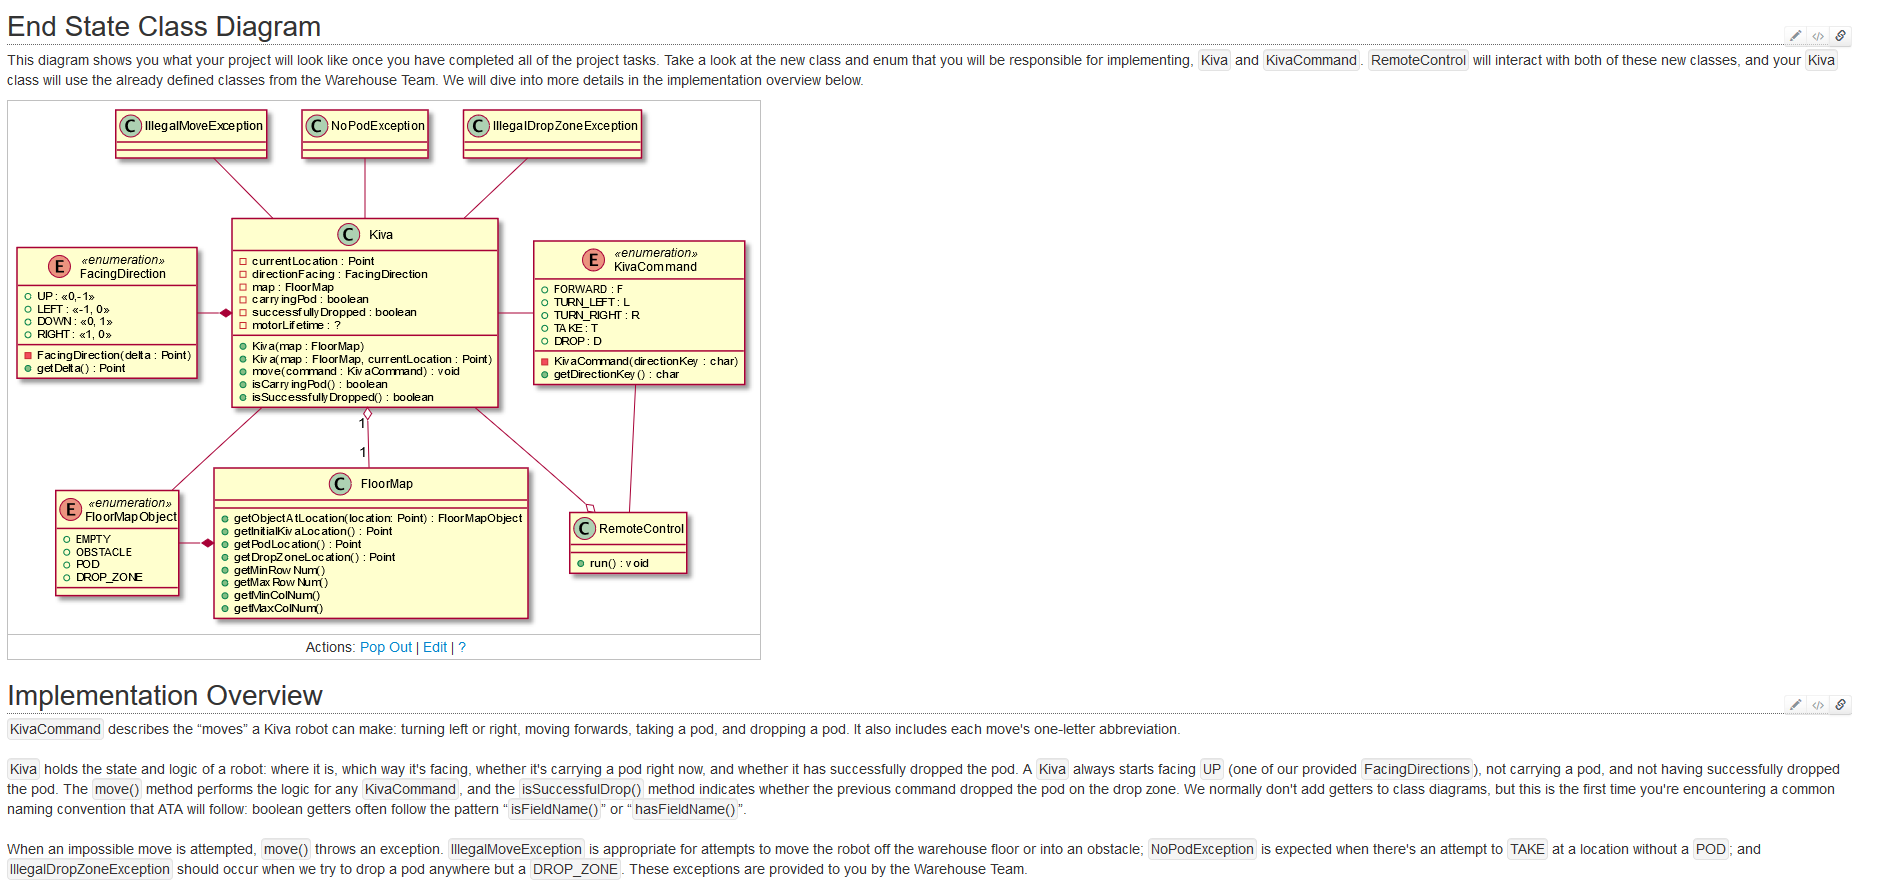 End State Class Diagram
This diagram shows you what your project will look like once you have completed all of the project tasks. Take a look at the new class and enum that you will be responsible for implementing, Kiva and KivaCommand. RemoteControl will interact with both of these new classes, and your Kiva
class will use the already defined classes from the Warehouse Team. We will dive into more details in the implementation overview below.
C IllegalMoveException
C NoPodException
C IllegalDropZoneException
E «enumeration»
FacingDirection
UP : «0,-1»
LEFT : «-1, 0»
DOWN : «0, 1»
RIGHT : «1, 0»
FacingDirection(delta : Point)
getDelta() : Point
C Kiva
currentLocation : Point
directionFacing : FacingDirection
map : FloorMap
carryingPod : boolean
successfullyDropped : boolean
motorLifetime : ?
Kiva(map : FloorMap)
Kiva(map : FloorMap, currentLocation : Point)
move(command : KivaCommand) : void
isCarryingPod() : boolean
isSuccessfullyDropped() : boolean
E «enumeration»
KivaCommand
FORWARD : F
TURN_LEFT : L
TURN_RIGHT : R
TAKE : T
DROP : D
KivaCommand(directionKey : char)
getDirectionKey() : char
1
1
E «enumeration»
FloorMapObject
EMPTY
OBSTACLE
POD
DROP_ZONE
C FloorMap
getObjectAtLocation(location: Point) : FloorMapObject
getInitialKivaLocation() : Point
getPodLocation() : Point
getDropZoneLocation() : Point
getMinRowNum()
getMaxRowNum()
getMinColNum()
getMaxColNum()
C RemoteControl
run() : void
Actions: Pop Out | Edit | ?
Implementation Overview
KivaCommand describes the “moves” a Kiva robot can make: turning left or right, moving forwards, taking a pod, and dropping a pod. It also includes each move's one-letter abbreviation.
Kiva holds the state and logic of a robot: where it is, which way it's facing, whether it's carrying a pod right now, and whether it has successfully dropped the pod. A Kiva always starts facing UP (one of our provided FacingDirections), not carrying a pod, and not having successfully dropped
the pod. The move() method performs the logic for any KivaCommand, and the isSuccessfulDrop() method indicates whether the previous command dropped the pod on the drop zone. We normally don't add getters to class diagrams, but this is the first time you're encountering a common
naming convention that ATA will follow: boolean getters often follow the pattern “isFieldName()” or “hasFieldName()”.
When an impossible move is attempted, move() throws an exception. IllegalMoveException is appropriate for attempts to move the robot off the warehouse floor or into an obstacle; NoPodException is expected when there's an attempt to TAKE at a location without a POD; and
IllegalDropZoneException should occur when we try to drop a pod anywhere but a DROP_ZONE. These exceptions are provided to you by the Warehouse Team.